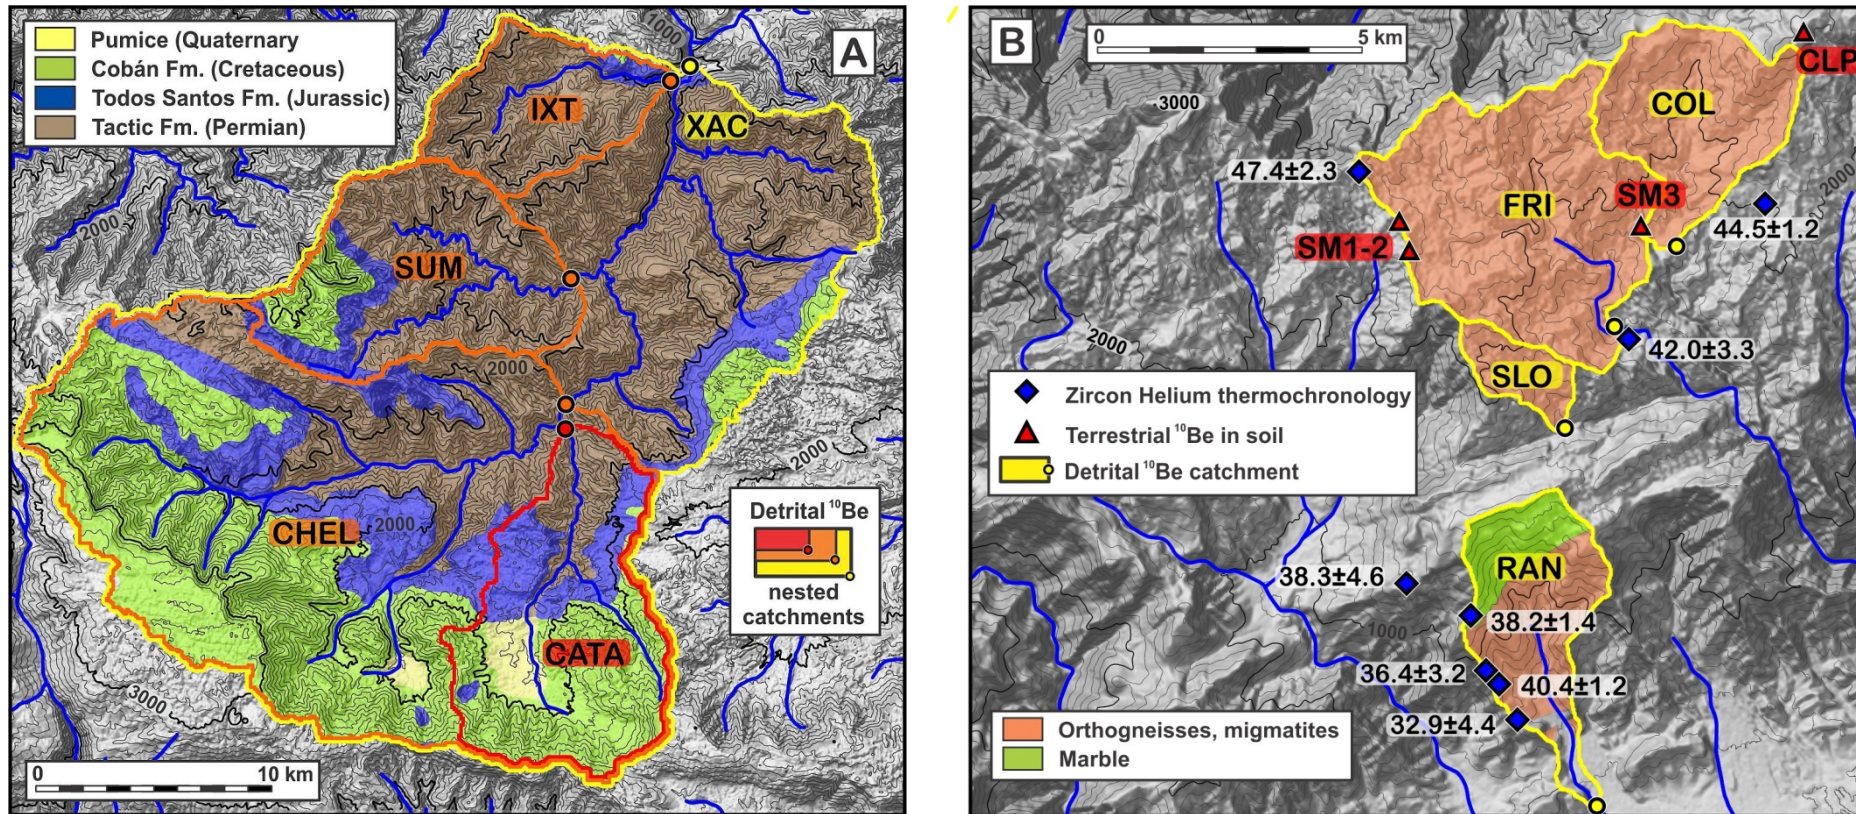 Pumice (Quaternary
Cobán Fm. (Cretaceous)
Todos Santos Fm. (Jurassic)
Tactic Fm. (Permian)
A
1000
IXT
XAC
2000
SUM
2000
2000
CHEL
2000
CATA
3000
Detrital ¹⁰Be
nested
catchments
0 10 km
B
0 5 km
CLP
3000
COL
47.4±2.3
FRI
SM3
2000
44.5±1.2
SM1-2
2000
42.0±3.3
SLO
Zircon Helium thermochronology
Terrestrial ¹⁰Be in soil
Detrital ¹⁰Be catchment
RAN
38.3±4.6
1000
38.2±1.4
36.4±3.2
40.4±1.2
32.9±4.4
Orthogneisses, migmatites
Marble